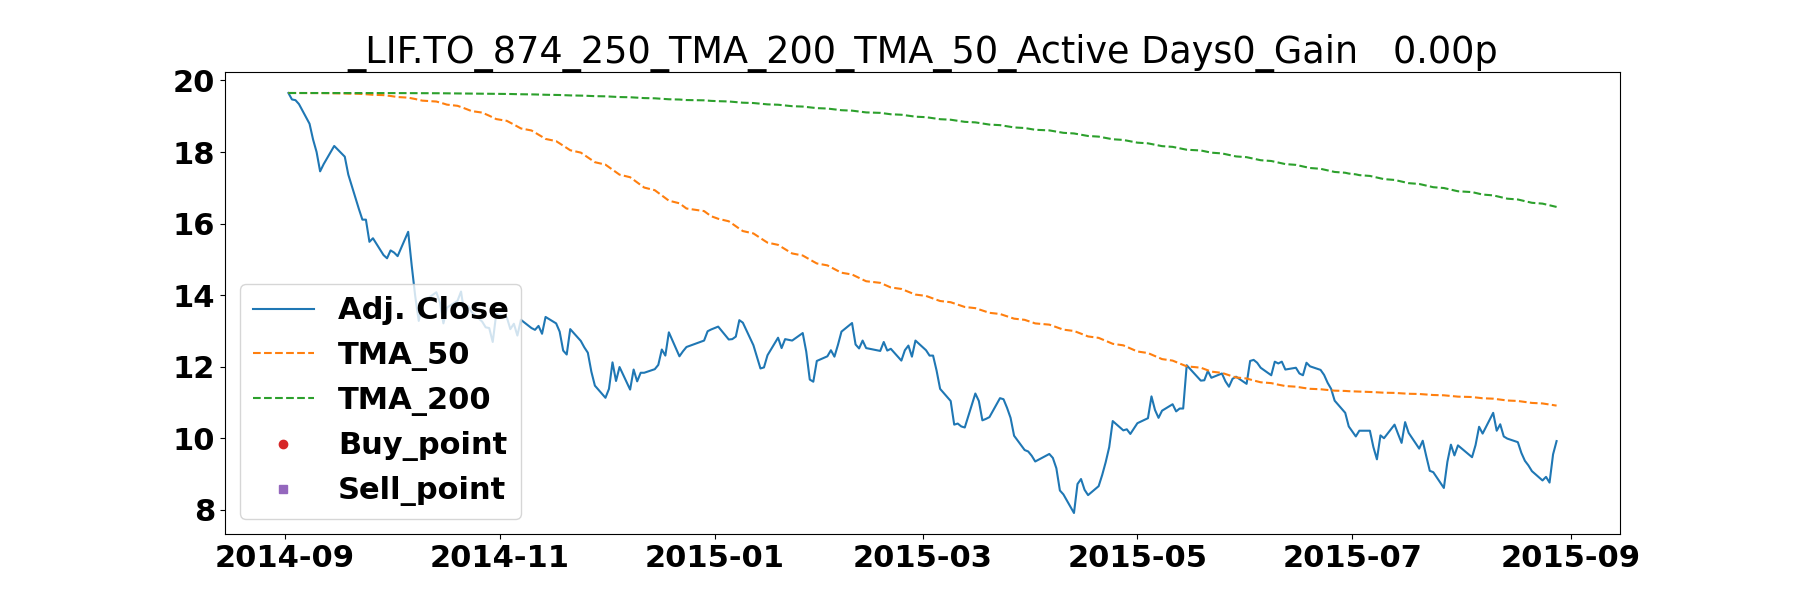 _LIF.TO_874_250_TMA_200_TMA_50_Active Days0_Gain   0.00p
20
18
16
14
12
10
8
Adj. Close
TMA_50
TMA_200
Buy_point
Sell_point
2014-09 2014-11 2015-01 2015-03 2015-05 2015-07 2015-09